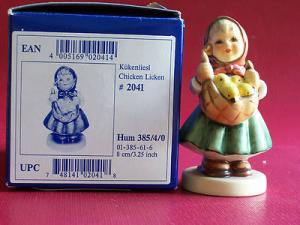 EAN
4 005169 020414
Kükenliesl
Chicken Licken
# 2041
Hum 385/4/0
01-385-61-6
8 cm/3.25 inch
UPC
7 48141 02041 8